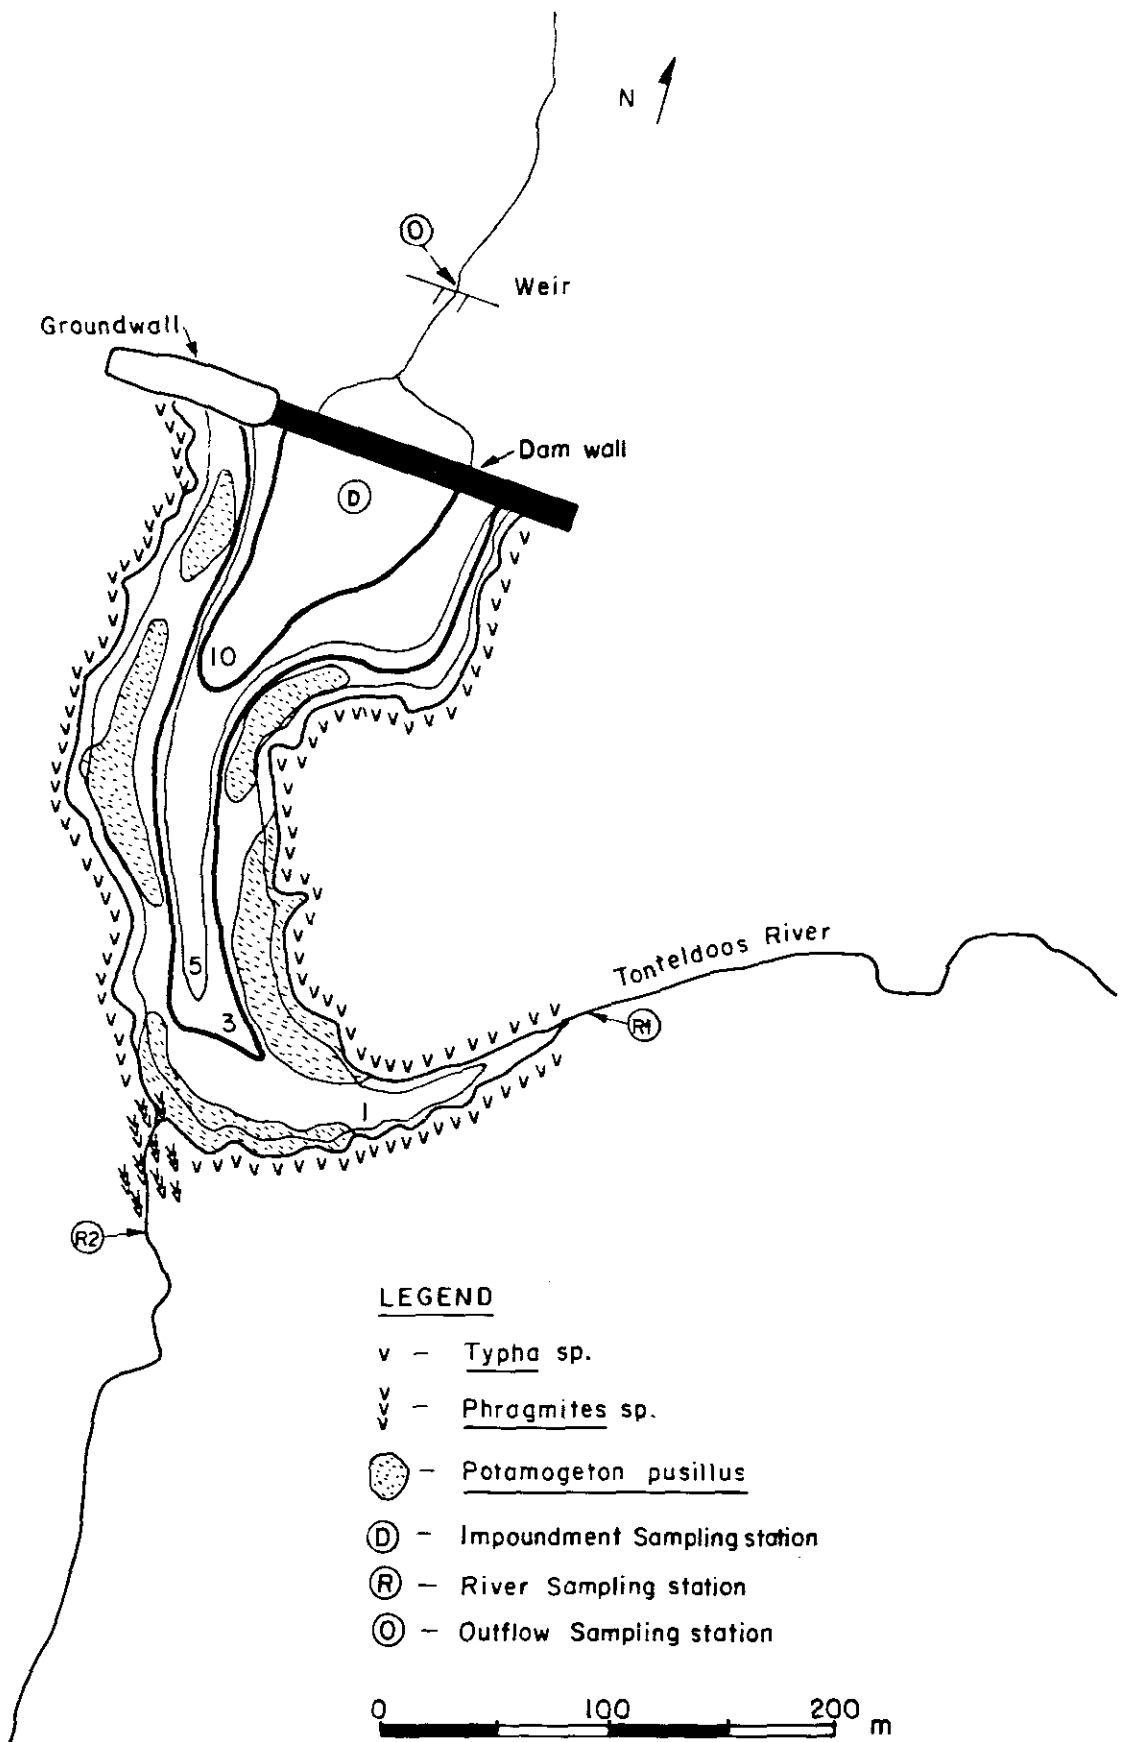 N
O
Weir
Groundwall
Dam wall
D
10
Tonteldoos River
5
3
R1
1
R2
LEGEND
v – Typha sp.
– Phragmites sp.
– Potamogeton pusillus
D – Impoundment Sampling station
R – River Sampling station
O – Outflow Sampling station
0 100 200 m